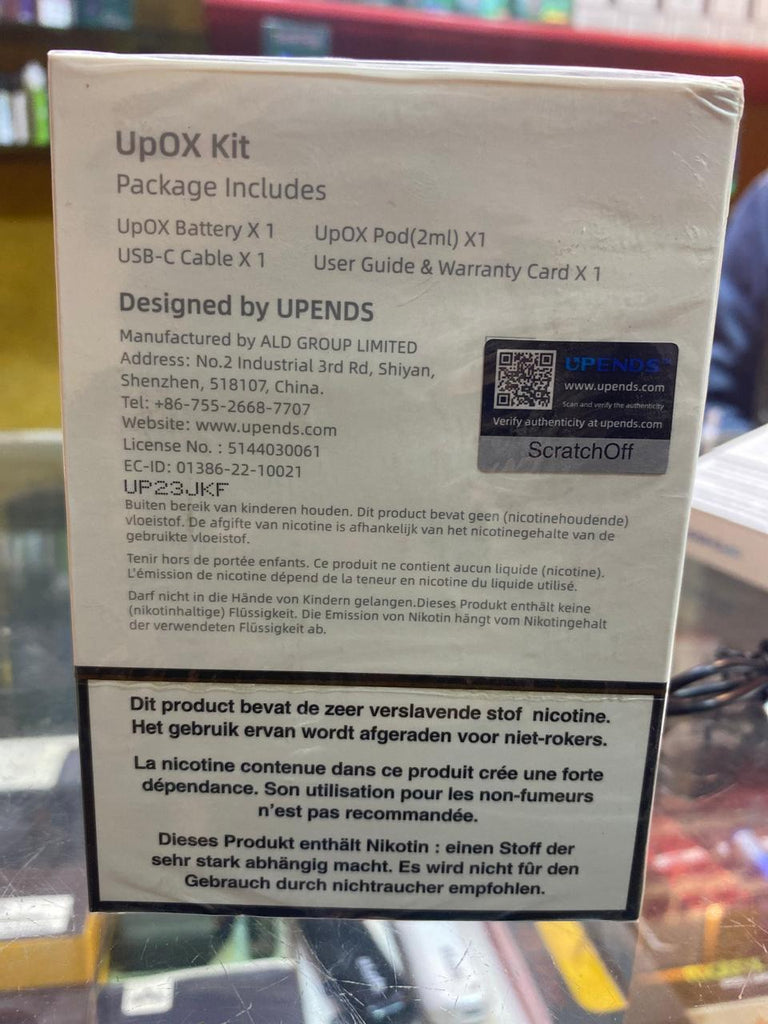 UpOX Kit
Package Includes
UpOX Battery X 1 UpOX Pod(2ml) X1
USB-C Cable X 1 User Guide & Warranty Card X 1
Designed by UPENDS
Manufactured by ALD GROUP LIMITED
Address: No.2 Industrial 3rd Rd, Shiyan,
Shenzhen, 518107, China.
Tel: +86-755-2668-7707
Website: www.upends.com
License No. : 5144030061
EC-ID: 01386-22-10021
UP23JKF
UPENDS™
www.upends.com
Scan and verify the authenticity
Verify authenticity at upends.com
ScratchOff
Buiten bereik van kinderen houden. Dit product bevat geen (nicotinehoudende)
vloeistof. De afgifte van nicotine is afhankelijk van het nicotinegehalte van de
gebruikte vloeistof.
Tenir hors de portée enfants. Ce produit ne contient aucun liquide (nicotine).
L'émission de nicotine dépend de la teneur en nicotine du liquide utilisé.
Darf nicht in die Hände von Kindern gelangen.Dieses Produkt enthält keine
(nikotinhaltige) Flüssigkeit. Die Emission von Nikotin hängt vom Nikotingehalt
der verwendeten Flüssigkeit ab.
Dit product bevat de zeer verslavende stof nicotine.
Het gebruik ervan wordt afgeraden voor niet-rokers.
La nicotine contenue dans ce produit crée une forte
dépendance. Son utilisation pour les non-fumeurs
n'est pas recommandée.
Dieses Produkt enthält Nikotin : einen Stoff der
sehr stark abhängig macht. Es wird nicht fûr den
Gebrauch durch nichtraucher empfohlen.